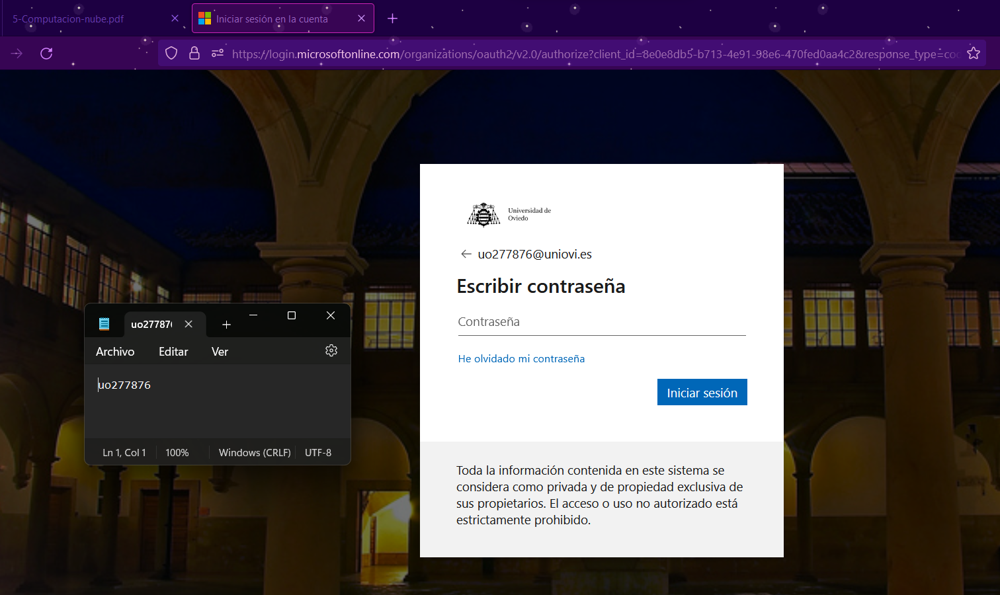 5-Computacion-nube.pdf
Iniciar sesión en la cuenta
https://login.microsoftonline.com/organizations/oauth2/v2.0/authorize?client_id=8e0e8db5-b713-4e91-98e6-470fed0aa4c2&response_type=co
Universidad de
Oviedo
uo277876@uniovi.es
Escribir contraseña
Contraseña
He olvidado mi contraseña
Iniciar sesión
Toda la información contenida en este sistema se
considera como privada y de propiedad exclusiva de
sus propietarios. El acceso o uso no autorizado está
estrictamente prohibido.
uo27787
Archivo Editar Ver
uo277876
Ln 1, Col 1 100% Windows (CRLF) UTF-8